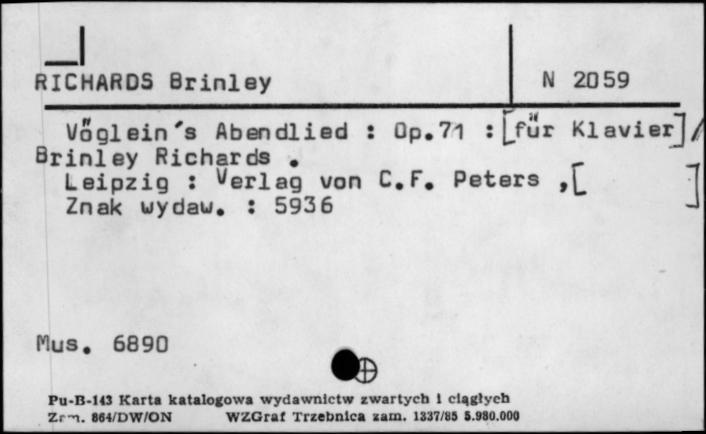 RICHARDS Brinley N 2059
Vöglein's Abendlied : Op.71 : [für Klavier] /
Brinley Richards .
Leipzig : Verlag von C.F. Peters , [ ]
Znak wydaw. : 5936
Mus. 6890
Pu-B-143 Karta katalogowa wydawnictw zwartych i ciągłych
Zam. 864/DW/ON WZGraf Trzebnica zam. 1337/85 5.980.000